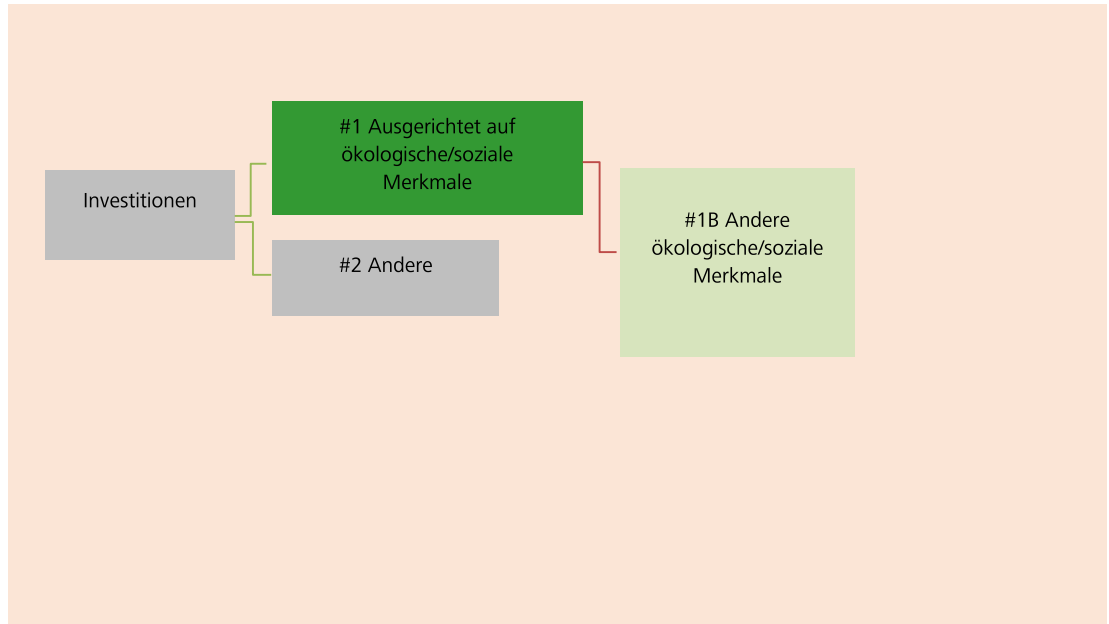 Investitionen
#1 Ausgerichtet auf
ökologische/soziale
Merkmale
#2 Andere
#1B Andere
ökologische/soziale
Merkmale